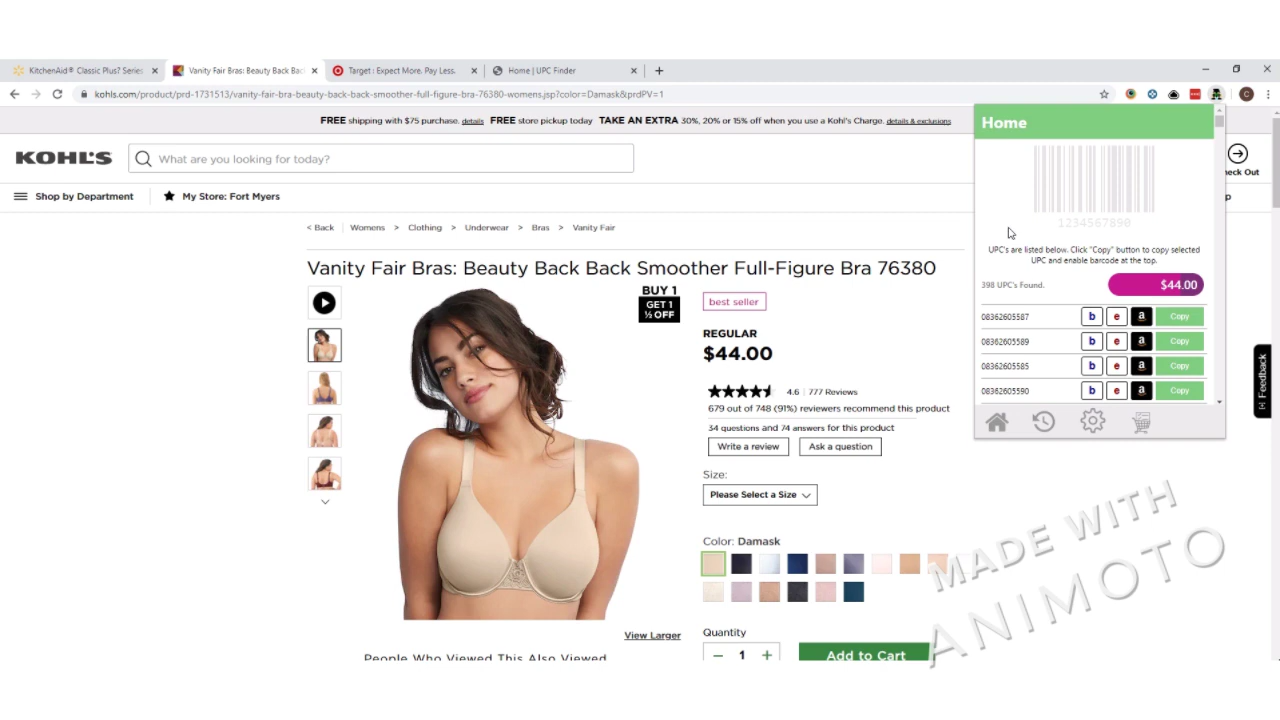 KitchenAid® Classic Plus? Series
Vanity Fair Bras: Beauty Back Bac
Target : Expect More. Pay Less.
Home | UPC Finder
kohls.com/product/prd-1731513/vanity-fair-bra-beauty-back-back-smoother-full-figure-bra-76380-womens.jsp?color=Damask&prdPV=1
C
FREE shipping with $75 purchase. details FREE store pickup today TAKE AN EXTRA 30%, 20% or 15% off when you use a Kohl's Charge. details & exclusions
KOHL'S
What are you looking for today?
eck Out
Shop by Department
My Store: Fort Myers
p
< Back
Womens > Clothing > Underwear > Bras > Vanity Fair
Vanity Fair Bras: Beauty Back Back Smoother Full-Figure Bra 76380
BUY 1
GET 1
½ OFF
best seller
REGULAR
$44.00
4.6 | 777 Reviews
679 out of 748 (91%) reviewers recommend this product
34 questions and 74 answers for this product
Write a review
Ask a question
Size:
Please Select a Size
Color: Damask
Quantity
− 1 +
Add to Cart
View Larger
People Who Viewed This Also Viewed
Home
1234567890
UPC's are listed below. Click "Copy" button to copy selected
UPC and enable barcode at the top.
398 UPC's Found.
$44.00
08362605587 b e a Copy
08362605589 b e a Copy
08362605585 b e a Copy
08362605590 b e a Copy
[+] Feedback
MADE WITH
ANIMOTO